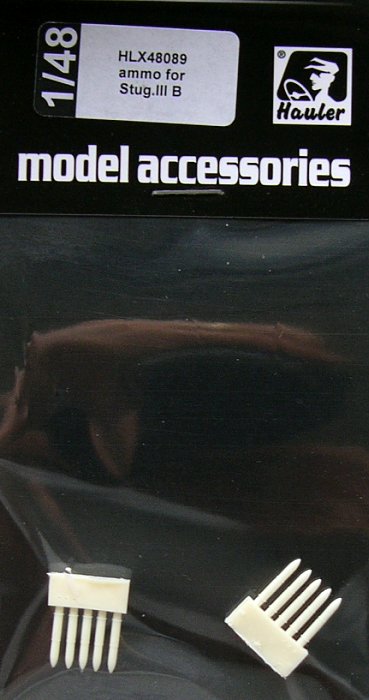 1/48
HLX48089
ammo for
Stug.III B
®
Hauler
model accessories